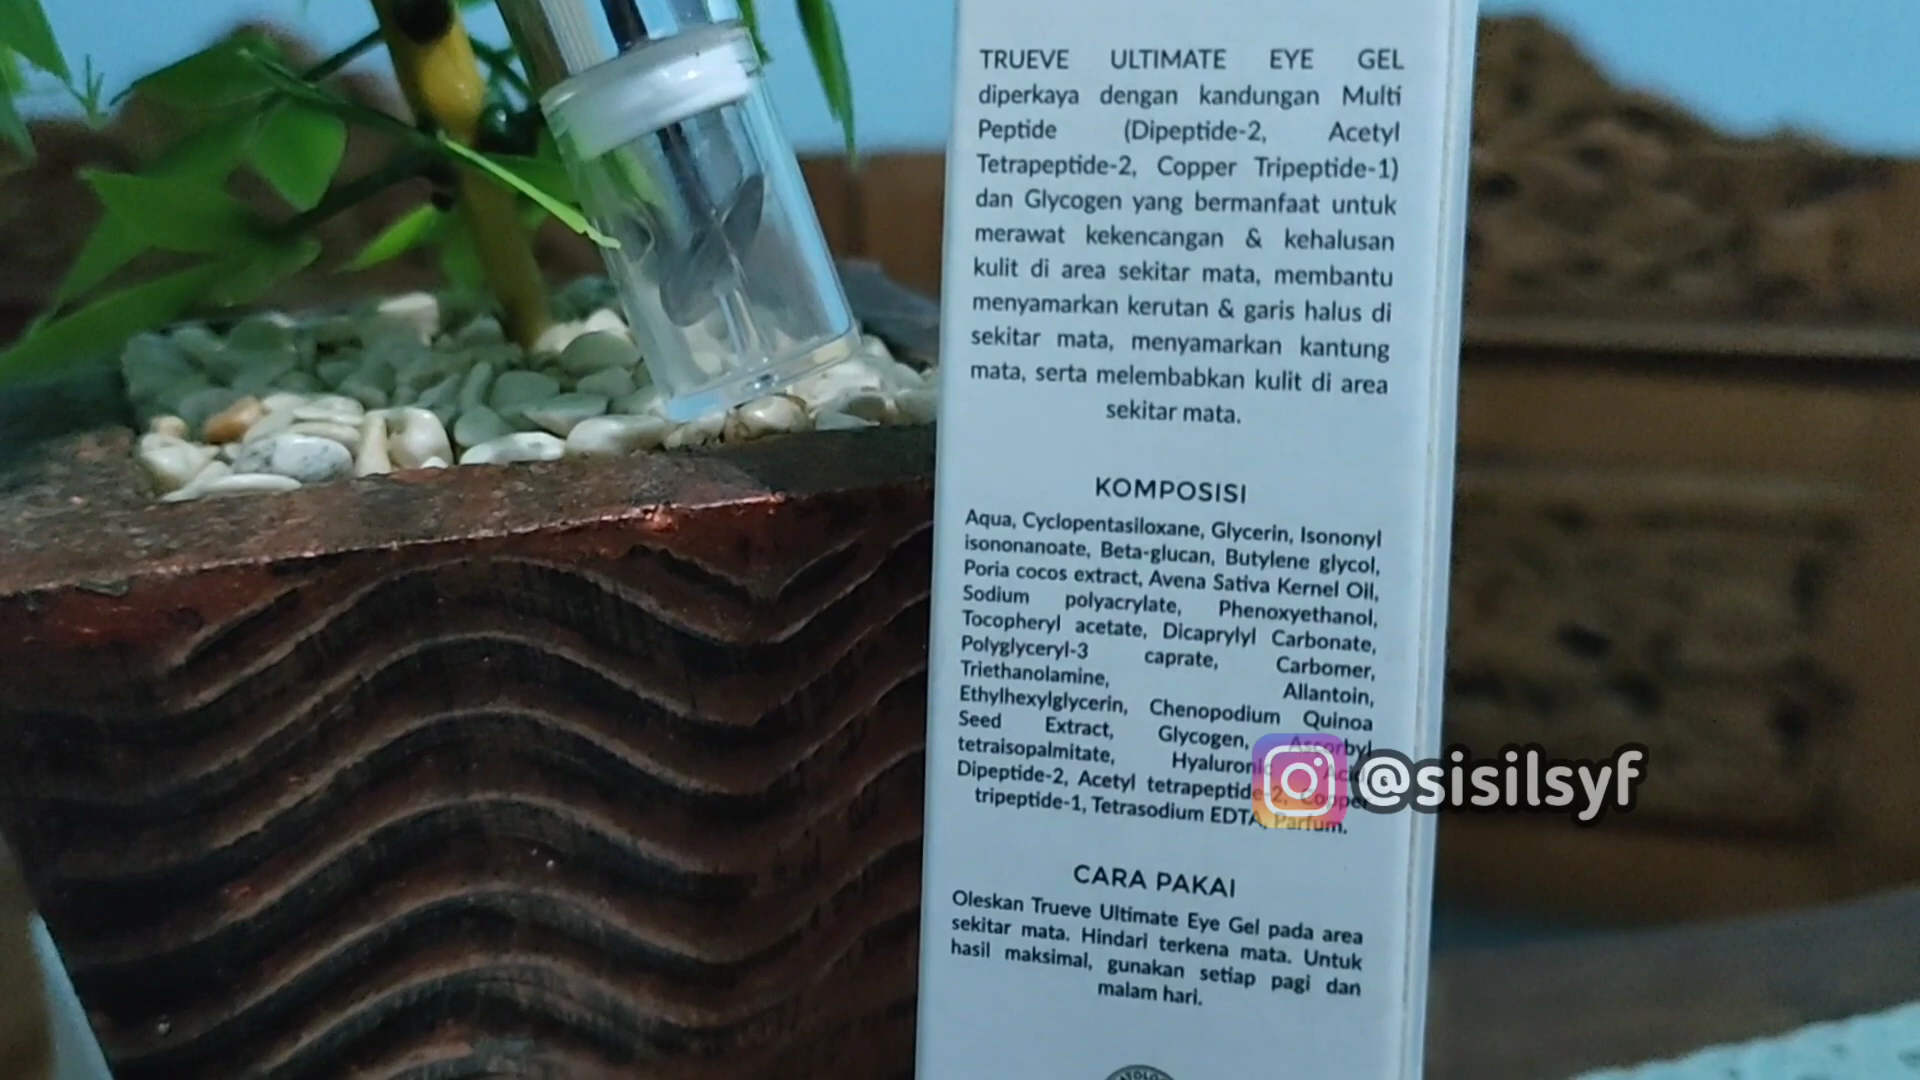 TRUEVE ULTIMATE EYE GEL
diperkaya dengan kandungan Multi
Peptide (Dipeptide-2, Acetyl
Tetrapeptide-2, Copper Tripeptide-1)
dan Glycogen yang bermanfaat untuk
merawat kekencangan & kehalusan
kulit di area sekitar mata, membantu
menyamarkan kerutan & garis halus di
sekitar mata, menyamarkan kantung
mata, serta melembabkan kulit di area
sekitar mata.
KOMPOSISI
Aqua, Cyclopentasiloxane, Glycerin, Isononyl
isononanoate, Beta-glucan, Butylene glycol,
Poria cocos extract, Avena Sativa Kernel Oil,
Sodium polyacrylate, Phenoxyethanol,
Tocopheryl acetate, Dicaprylyl Carbonate,
Polyglyceryl-3 caprate, Carbomer,
Triethanolamine, Allantoin,
Ethylhexylglycerin, Chenopodium Quinoa
Seed Extract, Glycogen, Ascorbyl
tetraisopalmitate, Hyaluronic Acid,
Dipeptide-2, Acetyl tetrapeptide-2, Copper
tripeptide-1, Tetrasodium EDTA, Parfum.
@sisilsyf
CARA PAKAI
Oleskan Trueve Ultimate Eye Gel pada area
sekitar mata. Hindari terkena mata. Untuk
hasil maksimal, gunakan setiap pagi dan
malam hari.